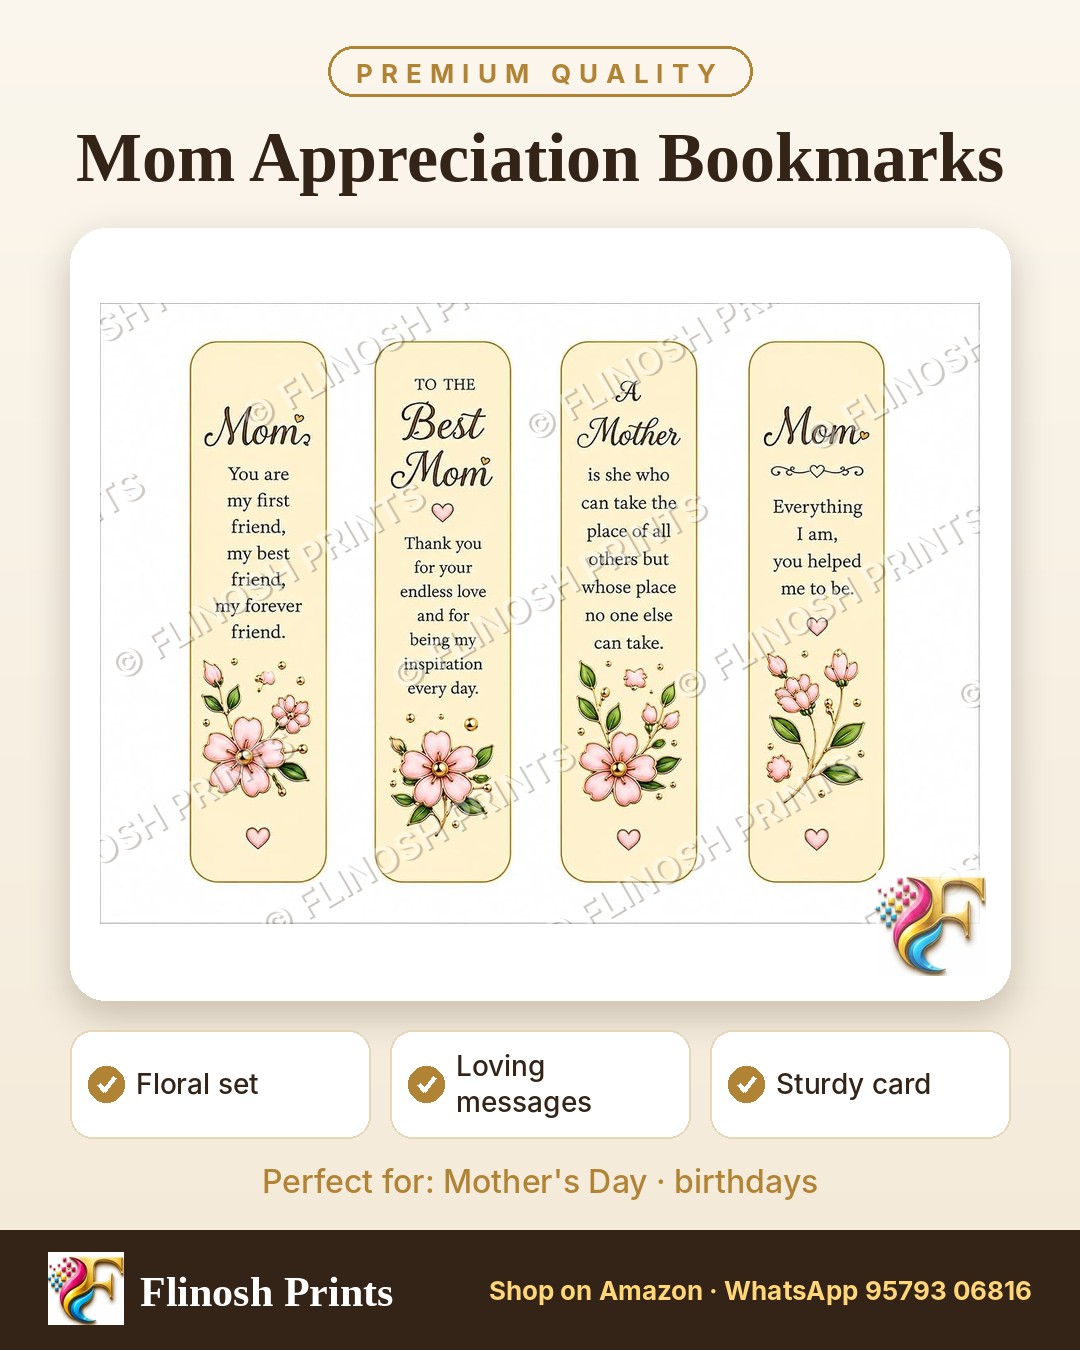 PREMIUM QUALITY
Mom Appreciation Bookmarks
Mom
You are
my first
friend,
my best
friend,
my forever
friend.
TO THE
Best
Mom
Thank you
for your
endless love
and for
being my
inspiration
every day.
A
Mother
is she who
can take the
place of all
others but
whose place
no one else
can take.
Mom
Everything
I am,
you helped
me to be.
© FLINOSH PRINTS
F
Floral set
Loving
messages
Sturdy card
Perfect for: Mother's Day · birthdays
F
Flinosh Prints
Shop on Amazon · WhatsApp 95793 06816